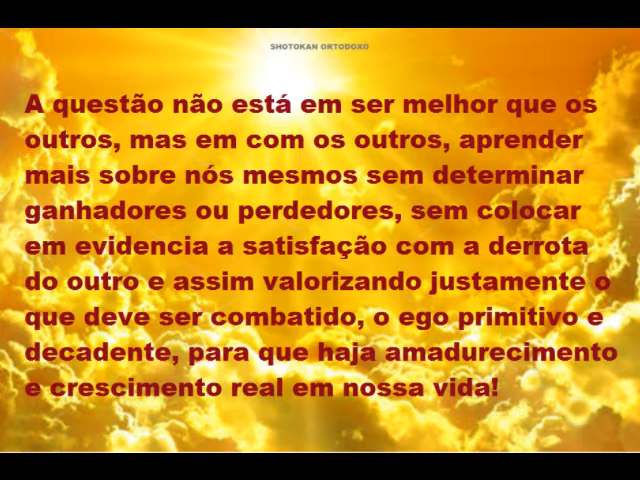 SHOTOKAN ORTODOXO
A questão não está em ser melhor que os
outros, mas em com os outros, aprender
mais sobre nós mesmos sem determinar
ganhadores ou perdedores, sem colocar
em evidencia a satisfação com a derrota
do outro e assim valorizando justamente o
que deve ser combatido, o ego primitivo e
decadente, para que haja amadurecimento
e crescimento real em nossa vida!